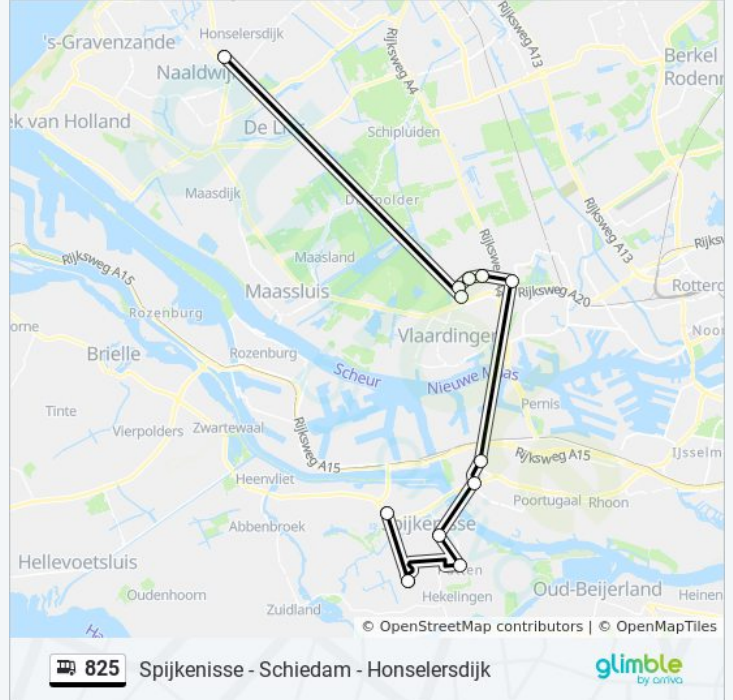 Rijksweg A13
Honselersdijk
's-Gravenzande
Rijksweg A4
Berkel
Rodenr
Naaldwijk
ek van Holland
De Lier
Schipluiden
Maasdijk
Rijksweg A13
Maasland
Rijksweg A15
Maassluis
Rijksweg A20
Rotterd
Rozenburg
Vlaardingen
Brielle
Rozenburg
Scheur
Nieuwe Maas
Tinte
Pernis
Vierpolders
Zwartewaal
Rijksweg A15
Rijksweg A15
IJsselm
Heenvliet
Poortugaal
Rhoon
Abbenbroek
Spijkenisse
Hellevoetsluis
Hekelingen
Oud-Beijerland
Oudenhoorn
Zuidland
Heinen
© OpenStreetMap contributors | © OpenMapTiles
825 Spijkenisse - Schiedam - Honselersdijk
glimble
by arriva